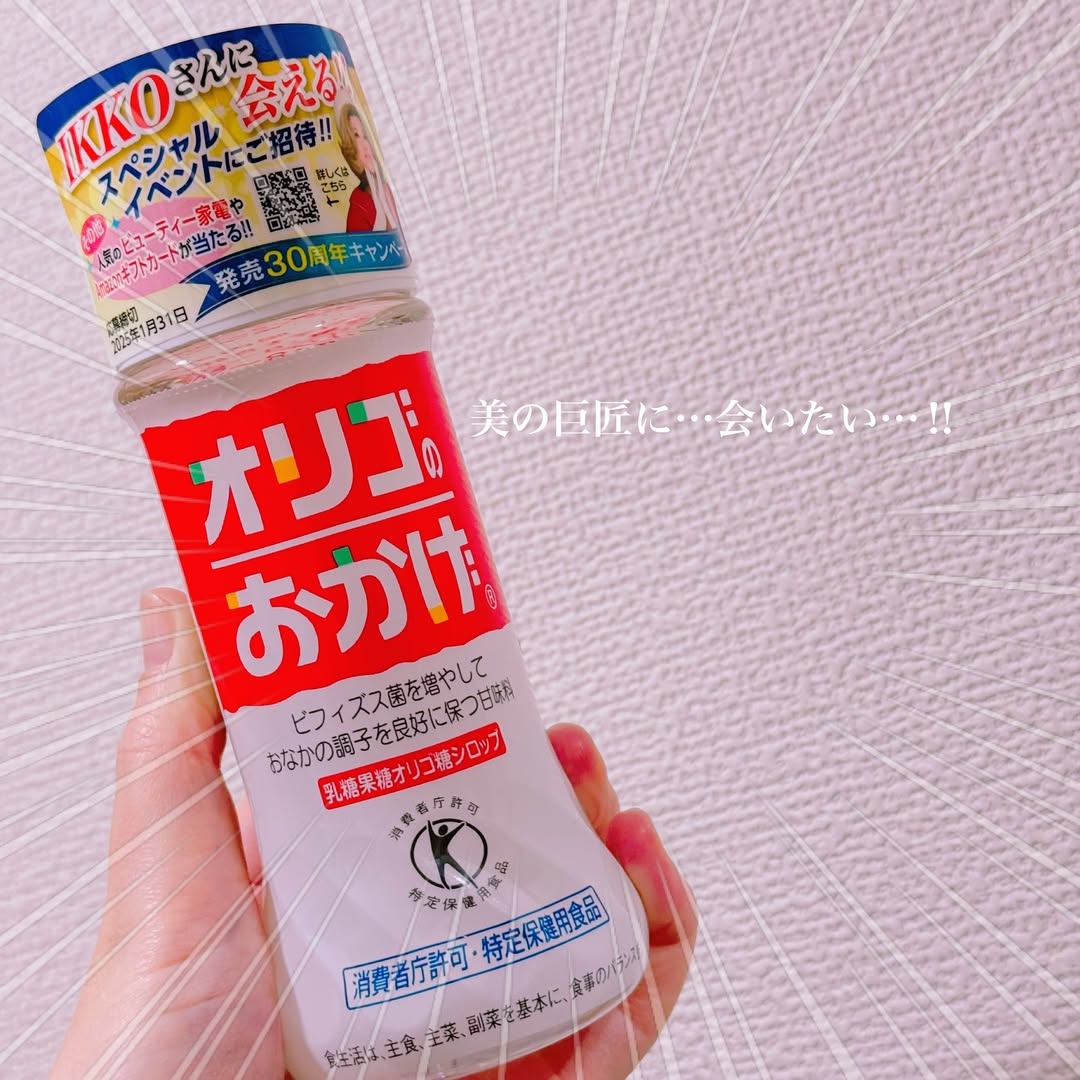 IKKOさんに
会える!!
スペシャル
イベントにご招待!!
詳しくは
こちら
その他
人気のビューティー家電や
Amazonギフトカードが当たる!!
発売30周年キャンペー
応募締切
2025年1月31日
美の巨匠に…会いたい…!!
オリゴの
おかげ®
ビフィズス菌を増やして
おなかの調子を良好に保つ甘味料
乳糖果糖オリゴ糖シロップ
消費者庁許可
特定保健用食品
消費者庁許可・特定保健用食品
食生活は、主食、主菜、副菜を基本に、食事のバランス